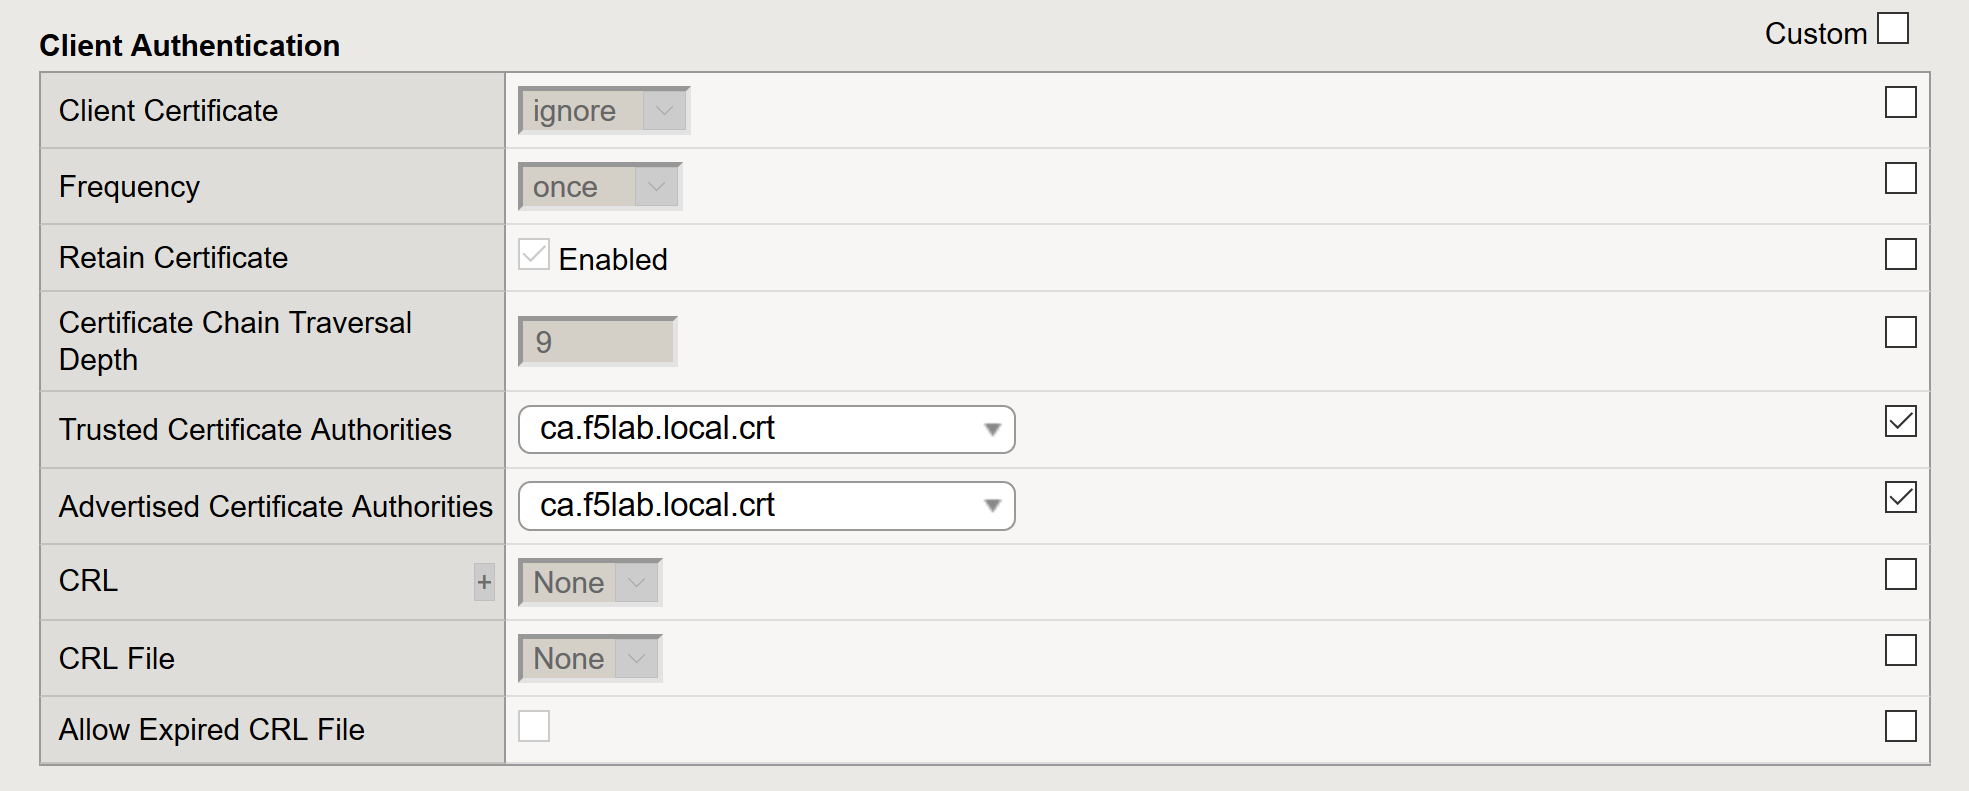 Custom
Client Authentication
Client Certificate
ignore
Frequency
once
Retain Certificate
Enabled
Certificate Chain Traversal
Depth
9
Trusted Certificate Authorities
ca.f5lab.local.crt
Advertised Certificate Authorities
ca.f5lab.local.crt
CRL
+
None
CRL File
None
Allow Expired CRL File